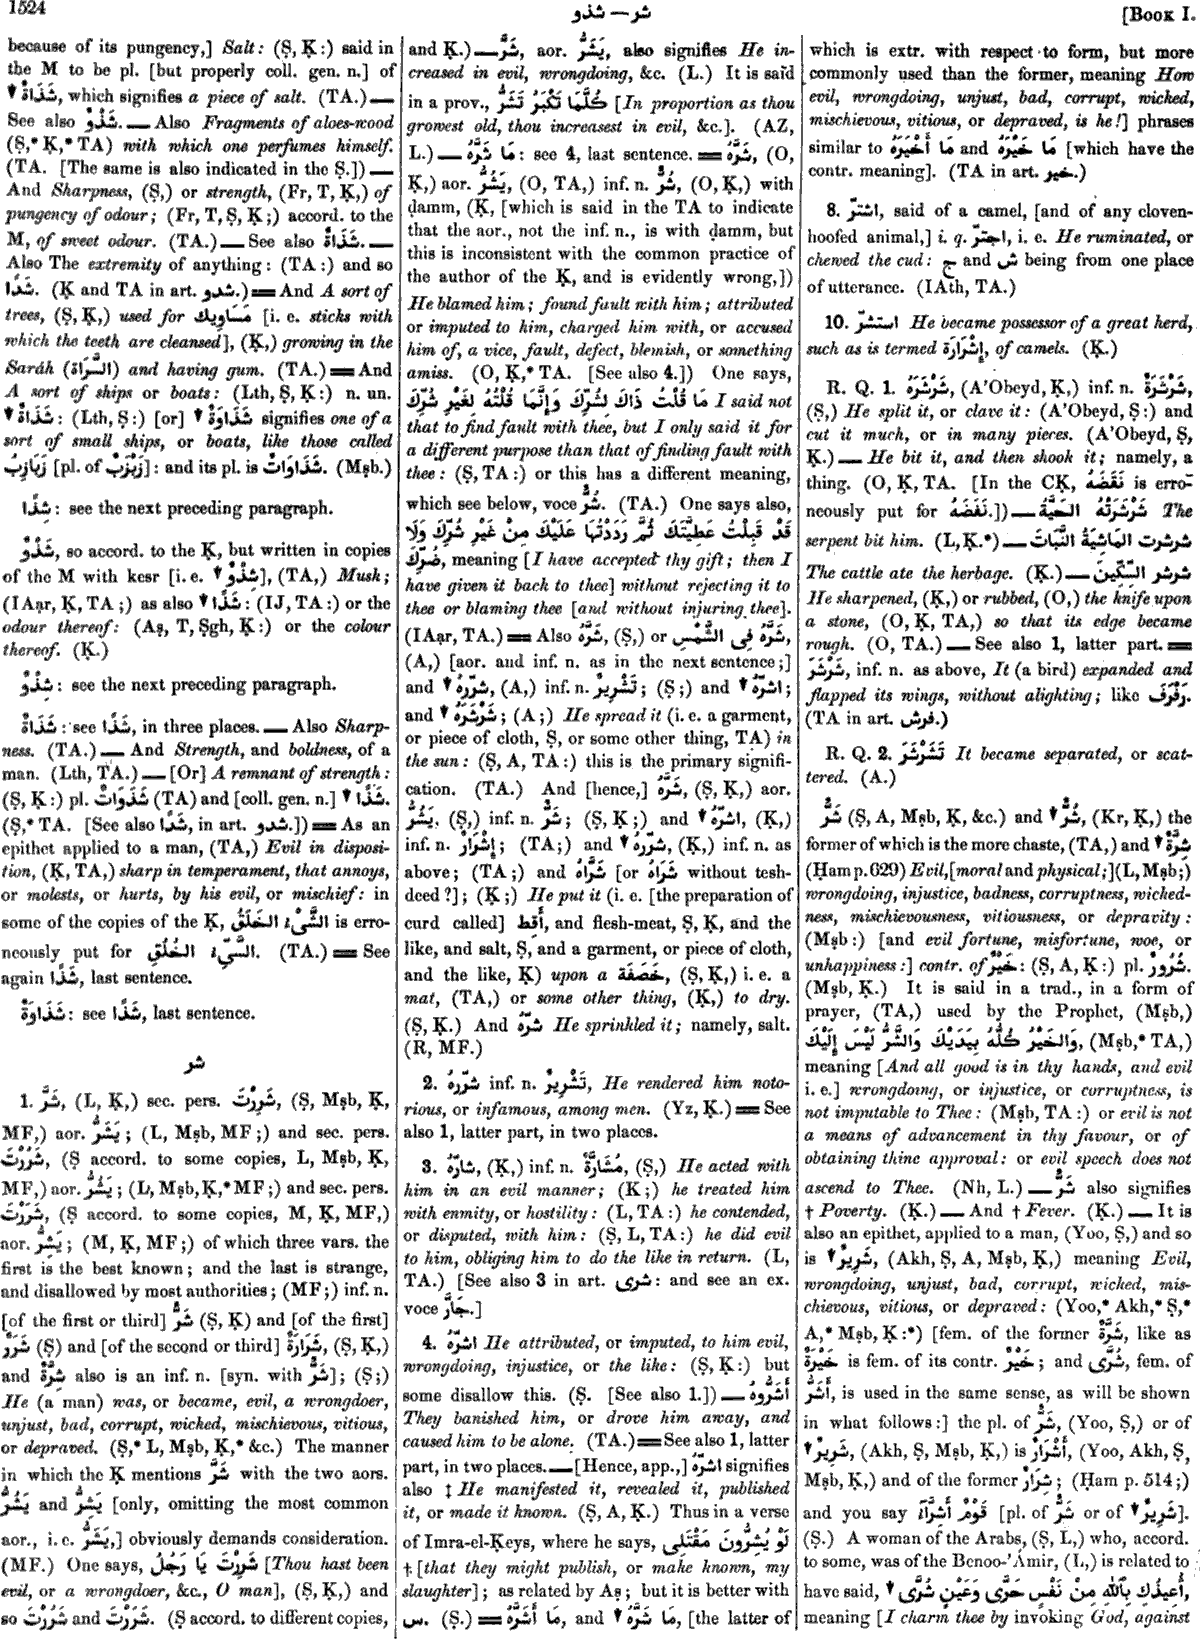 1524
شر — شذو
[Book I.
because of its pungency,] Salt: (Ṣ, Ḳ:) said in
the M to be pl. [but properly coll. gen. n.] of
شَذَاةٌ, which signifies a piece of salt. (TA.) —
See also شَذْوٌ. — Also Fragments of aloes-wood
(Ṣ,* Ḳ,* TA) with which one perfumes himself.
(TA. [The same is also indicated in the Ṣ.]) —
And Sharpness, (Ṣ,) or strength, (Fr, T, Ḳ,) of
pungency of odour; (Fr, T, Ṣ, Ḳ;) accord. to the
M, of sweet odour. (TA.) — See also شَذَاةٌ. —
Also The extremity of anything: (TA:) and so
شَدًا. (Ḳ and TA in art. شدو.) = And A sort of
trees, (Ṣ, Ḳ,) used for مَسَاوِيك [i. e. sticks with
which the teeth are cleansed], (Ḳ,) growing in the
Saráh (السَّرَاة) and having gum. (TA.) = And
A sort of ships or boats: (Lth, Ṣ, Ḳ:) n. un.
شَذَاةٌ: (Lth, Ṣ:) [or] شَذَاوَةٌ signifies one of a
sort of small ships, or boats, like those called
زَبَازِبُ [pl. of زَبْزَبٌ]: and its pl. is شَذَاوَاتٌ. (Mṣb.)
شِذًا: see the next preceding paragraph.
شَذْوٌ, so accord. to the Ḳ, but written in copies
of the M with kesr [i. e. شِذْوٌ], (TA,) Musk;
(IAạr, Ḳ, TA;) as also شَذًا: (IJ, TA:) or the
odour thereof: (Aṣ, T, Ṣgh, Ḳ:) or the colour
thereof. (Ḳ.)
شِذْوٌ: see the next preceding paragraph.
شَذَاةٌ: see شَذًا, in three places. — Also Sharp-
ness. (TA.) — And Strength, and boldness, of a
man. (Lth, TA.) — [Or] A remnant of strength:
(Ṣ, Ḳ:) pl. شَذَوَاتٌ (TA) and [coll. gen. n.] شَذًا.
(Ṣ,* TA. [See also شَدًا, in art. شدو.]) = As an
epithet applied to a man, (TA,) Evil in disposi-
tion, (Ḳ, TA,) sharp in temperament, that annoys,
or molests, or hurts, by his evil, or mischief: in
some of the copies of the Ḳ, الشَّىْءُ الخَلَقُ is erro-
neously put for السَّيِّئُ الخُلُقِ. (TA.) = See
again شَذًا, last sentence.
شَذَاوَةٌ: see شَذًا, last sentence.
شر
1. شَرَّ, (L, Ḳ,) sec. pers. شَرِرْتَ, (Ṣ, Mṣb, Ḳ,
MF,) aor. يَشَرُّ; (L, Mṣb, MF;) and sec. pers.
شَرُرْتَ, (Ṣ accord. to some copies, L, Mṣb, Ḳ,
MF,) aor. يَشُرُّ; (L, Mṣb, Ḳ,* MF;) and sec. pers.
شَرَرْتَ, (Ṣ accord. to some copies, M, Ḳ, MF,)
aor. يَشِرُّ; (M, Ḳ, MF;) of which three vars. the
first is the best known; and the last is strange,
and disallowed by most authorities; (MF;) inf. n.
[of the first or third] شَرٌّ (Ṣ, Ḳ) and [of the first]
شَرَرٌ (Ṣ) and [of the second or third] شَرَارَةٌ, (Ṣ, Ḳ,)
and شِرَّةٌ also is an inf. n. [syn. with شَرٌّ]; (Ṣ;)
He (a man) was, or became, evil, a wrongdoer,
unjust, bad, corrupt, wicked, mischievous, vitious,
or depraved. (Ṣ,* L, Mṣb, Ḳ,* &c.) The manner
in which the Ḳ mentions شَرَّ with the two aors.
يَشُرُّ and يَشِرُّ [only, omitting the most common
aor., i. e. يَشَرُّ,] obviously demands consideration.
(MF.) One says, شَرِرْتَ يَا رَجُلُ [Thou hast been
evil, or a wrongdoer, &c., O man], (Ṣ, Ḳ,) and
so شَرُرْتَ and شَرَرْتَ. (Ṣ accord. to different copies,
and Ḳ.) — شَرَّ, aor. يَشَرُّ, also signifies He in-
creased in evil, wrongdoing, &c. (L.) It is said
in a prov., كُلَّمَا تَكْبَرُ تَشَرُّ [In proportion as thou
growest old, thou increasest in evil, &c.]. (AZ,
L.) — مَا شَرَّهُ: see 4, last sentence. = شَرَّهُ, (O,
Ḳ,) aor. يَشُرُّ, (O, TA,) inf. n. شُرٌّ, (O, Ḳ,) with
ḍamm, (Ḳ, [which is said in the TA to indicate
that the aor., not the inf. n., is with ḍamm, but
this is inconsistent with the common practice of
the author of the Ḳ, and is evidently wrong,])
He blamed him; found fault with him; attributed
or imputed to him, charged him with, or accused
him of, a vice, fault, defect, blemish, or something
amiss. (O, Ḳ,* TA. [See also 4.]) One says,
مَا قُلْتُ ذَاكَ لِشُرِّكَ وَإِنَّمَا قُلْتُهُ لِغَيْرِ شُرِّكَ I said not
that to find fault with thee, but I only said it for
a different purpose than that of finding fault with
thee: (Ṣ, TA:) or this has a different meaning,
which see below, voce شُرٌّ. (TA.) One says also,
قَدْ قَبِلْتُ عَطِيَّتَكَ ثُمَّ رَدَدْتُهَا عَلَيْكَ مِنْ غَيْرِ شُرِّكَ وَلَا
ضُرِّكَ, meaning [I have accepted thy gift; then I
have given it back to thee] without rejecting it to
thee or blaming thee [and without injuring thee].
(IAạr, TA.) = Also شَرَّهُ, (Ṣ,) or شَرَّهُ فِى الشَّمْسِ,
(A,) [aor. and inf. n. as in the next sentence;]
and شرّرهُ, (A,) inf. n. تَشْرِيرٌ; (Ṣ;) and اشرّهُ;
and شَرْشَرَهُ; (A;) He spread it (i. e. a garment,
or piece of cloth, Ṣ, or some other thing, TA) in
the sun: (Ṣ, A, TA:) this is the primary signifi-
cation. (TA.) And [hence,] شَرَّهُ, (Ṣ, Ḳ,) aor.
يَشُرُّ, (Ṣ,) inf. n. شَرٌّ; (Ṣ, Ḳ;) and اشرّهُ, (Ḳ,)
inf. n. إِشْرَارٌ; (TA;) and شرّرهُ, (Ḳ,) inf. n. as
above; (TA;) and شَرَّاهُ [or شَرَاهُ without tesh-
deed?]; (Ḳ;) He put it (i. e. [the preparation of
curd called] أَقِط, and flesh-meat, Ṣ, Ḳ, and the
like, and salt, Ṣ, and a garment, or piece of cloth,
and the like, Ḳ) upon a خَصَفَة, (Ṣ, Ḳ,) i. e. a
mat, (TA,) or some other thing, (Ḳ,) to dry.
(Ṣ, Ḳ.) And شرّهُ He sprinkled it; namely, salt.
(R, MF.)
2. شرّرهُ inf. n. تَشْرِيرٌ, He rendered him noto-
rious, or infamous, among men. (Yz, Ḳ.) = See
also 1, latter part, in two places.
3. شارّهُ, (Ḳ,) inf. n. مُشَارَّةٌ, (Ṣ,) He acted with
him in an evil manner; (Ḳ;) he treated him
with enmity, or hostility: (L, TA:) he contended,
or disputed, with him: (Ṣ, L, TA:) he did evil
to him, obliging him to do the like in return. (L,
TA.) [See also 3 in art. شرى: and see an ex.
voce جَارَّ.]
4. اشرّهُ He attributed, or imputed, to him evil,
wrongdoing, injustice, or the like: (Ṣ, Ḳ:) but
some disallow this. (Ṣ. [See also 1.]) — أَشَرُّوهُ
They banished him, or drove him away, and
caused him to be alone. (TA.) = See also 1, latter
part, in two places. — [Hence, app.,] اشرّهُ signifies
also ‡ He manifested it, revealed it, published
it, or made it known. (Ṣ, A, Ḳ.) Thus in a verse
of Imra-el-Ḳeys, where he says, لَوْ يُشِرُّونَ مَقْتَلِى
† [that they might publish, or make known, my
slaughter]; as related by Aṣ; but it is better with
س. (Ṣ.) = مَا أَشَرَّهُ, and مَا شَرَّهُ, [the latter of
which is extr. with respect to form, but more
commonly used than the former, meaning How
evil, wrongdoing, unjust, bad, corrupt, wicked,
mischievous, vitious, or depraved, is he!] phrases
similar to مَا أَخْيَرَهُ and مَا خَيْرَهُ [which have the
contr. meaning]. (TA in art. خير.)
8. اشترّ, said of a camel, [and of any cloven-
hoofed animal,] i. q. اجترّ, i. e. He ruminated, or
chewed the cud: ج and ش being from one place
of utterance. (IAth, TA.)
10. استشرّ He became possessor of a great herd,
such as is termed إِشْرَارَة, of camels. (Ḳ.)
R. Q. 1. شَرْشَرَهُ, (A'Obeyd, Ḳ,) inf. n. شَرْشَرَةٌ,
(Ṣ,) He split it, or clave it: (A'Obeyd, Ṣ:) and
cut it much, or in many pieces. (A'Obeyd, Ṣ,
Ḳ.) — He bit it, and then shook it; namely, a
thing. (O, Ḳ, TA. [In the CK, نَقَضَهُ is erro-
neously put for نَفَضَهُ.]) — شَرْشَرَتْهُ الحَيَّةُ The
serpent bit him. (L, Ḳ.*) — شرشرت المَاشِيَةُ النَّبَاتَ
The cattle ate the herbage. (Ḳ.) — شرشر السِّكِّينَ
He sharpened, (Ḳ,) or rubbed, (O,) the knife upon
a stone, (O, Ḳ, TA,) so that its edge became
rough. (O, TA.) — See also 1, latter part. =
شَرْشَرَ, inf. n. as above, It (a bird) expanded and
flapped its wings, without alighting; like رَفْرَفَ.
(TA in art. فرش.)
R. Q. 2. تَشَرْشَرَ It became separated, or scat-
tered. (A.)
شَرٌّ (Ṣ, A, Mṣb, Ḳ, &c.) and شُرٌّ, (Kr, Ḳ,) the
former of which is the more chaste, (TA,) and شِرَّةٌ
(Ḥam p. 629) Evil, [moral and physical;] (L, Mṣb;)
wrongdoing, injustice, badness, corruptness, wicked-
ness, mischievousness, vitiousness, or depravity:
(Mṣb:) [and evil fortune, misfortune, woe, or
unhappiness:] contr. of خَيْرٌ: (Ṣ, A, Ḳ:) pl. شُرُورٌ.
(Mṣb, Ḳ.) It is said in a trad., in a form of
prayer, (TA,) used by the Prophet, (Mṣb,)
وَالخَيْرُ كُلُّهُ بِيَدَيْكَ وَالشَّرُّ لَيْسَ إِلَيْكَ, (Mṣb,* TA,)
meaning [And all good is in thy hands, and evil
i. e.] wrongdoing, or injustice, or corruptness, is
not imputable to Thee: (Mṣb, TA:) or evil is not
a means of advancement in thy favour, or of
obtaining thine approval: or evil speech does not
ascend to Thee. (Nh, L.) — شَرٌّ also signifies
† Poverty. (Ḳ.) — And † Fever. (Ḳ.) — It is
also an epithet, applied to a man, (Yoo, Ṣ,) and so
is شَرِيرٌ, (Akh, Ṣ, A, Mṣb, Ḳ,) meaning Evil,
wrongdoing, unjust, bad, corrupt, wicked, mis-
chievous, vitious, or depraved: (Yoo,* Akh,* Ṣ,*
A,* Mṣb, Ḳ:*) [fem. of the former شَرَّةٌ, like as
خَيْرَةٌ is fem. of its contr. خَيْرٌ; and شُرَّى, fem. of
أَشَرُّ, is used in the same sense, as will be shown
in what follows:] the pl. of شَرٌّ, (Yoo, Ṣ,) or of
شَرِيرٌ, (Akh, Ṣ, Mṣb, Ḳ,) is أَشْرَارٌ, (Yoo, Akh, Ṣ,
Mṣb, Ḳ,) and of the former شِرَارٌ; (Ḥam p. 514;)
and you say قَوْمٌ أَشِرَّآءُ [pl. of شَرٌّ or of شَرِيرٌ].
(Ṣ.) A woman of the Arabs, (Ṣ, L,) who, accord.
to some, was of the Benoo-'Ámir, (L,) is related to
have said, أُعِيذُكِ بِٱللّٰهِ مِنْ نَفْسٍ حَرَّى وَعَيْنٍ شُرَّى,
meaning [I charm thee by invoking God, against